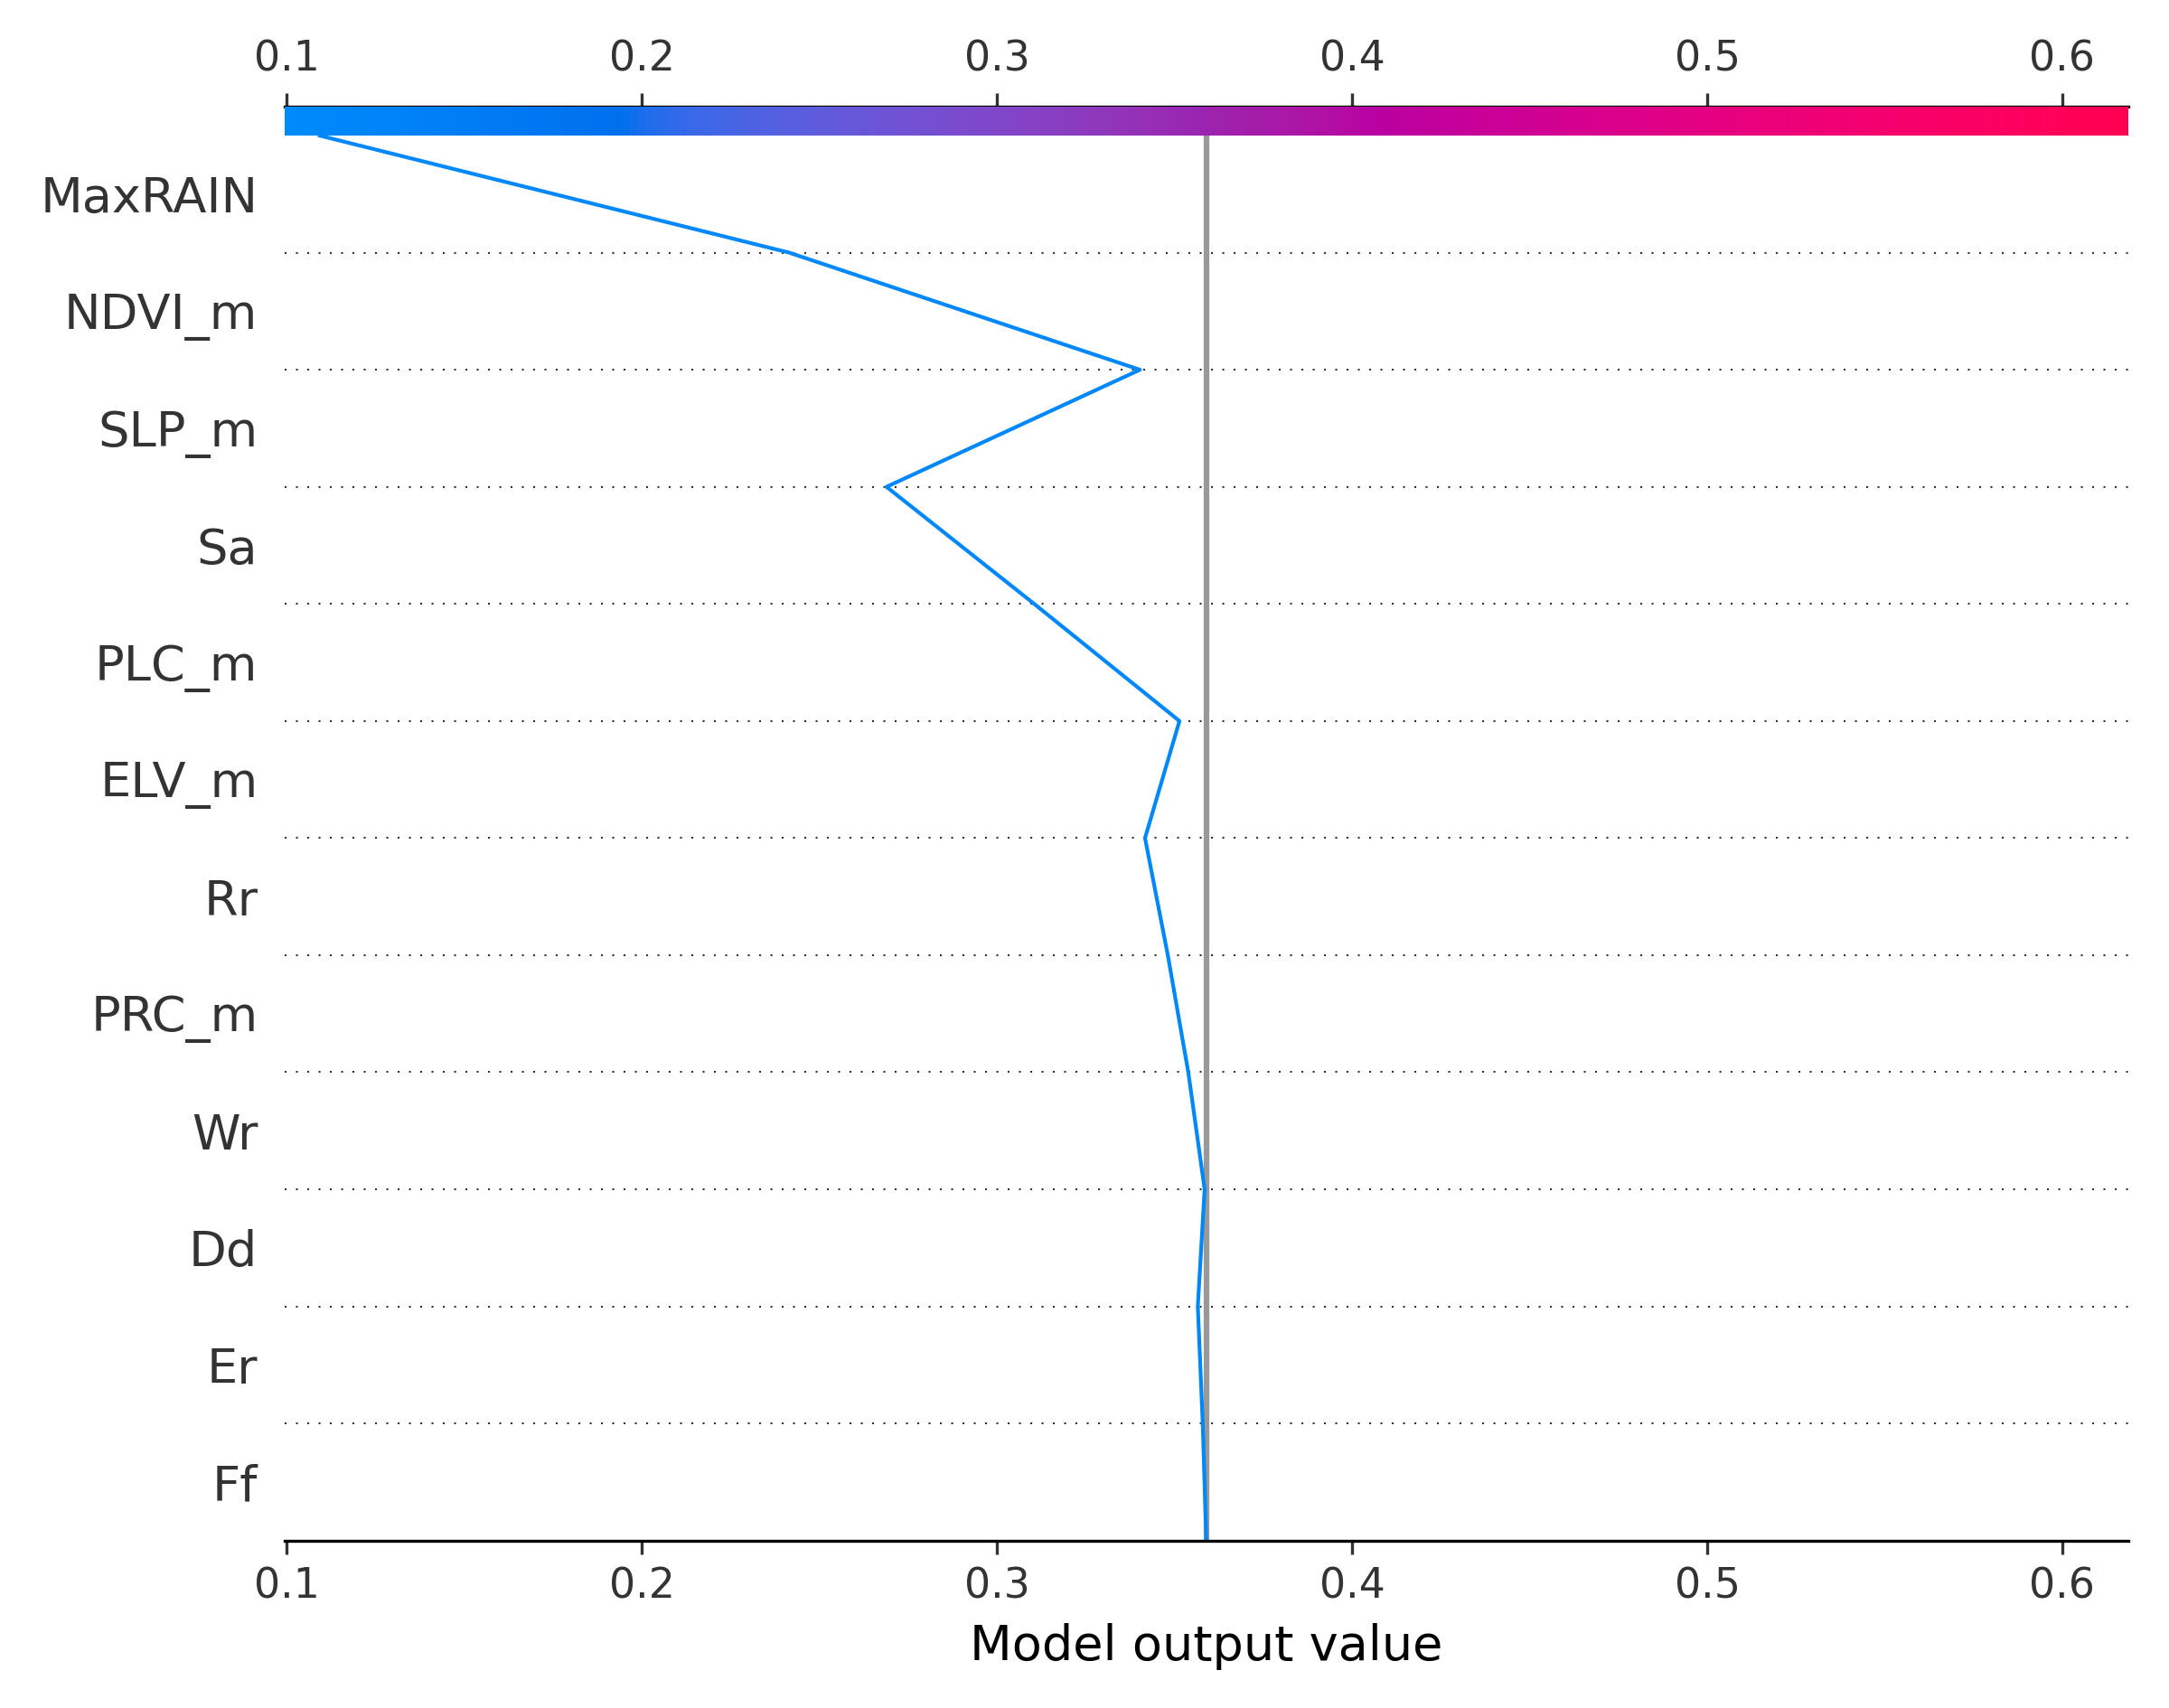 0.1 0.2 0.3 0.4 0.5 0.6
MaxRAIN
NDVI_m
SLP_m
Sa
PLC_m
ELV_m
Rr
PRC_m
Wr
Dd
Er
Ff
0.1 0.2 0.3 0.4 0.5 0.6
Model output value